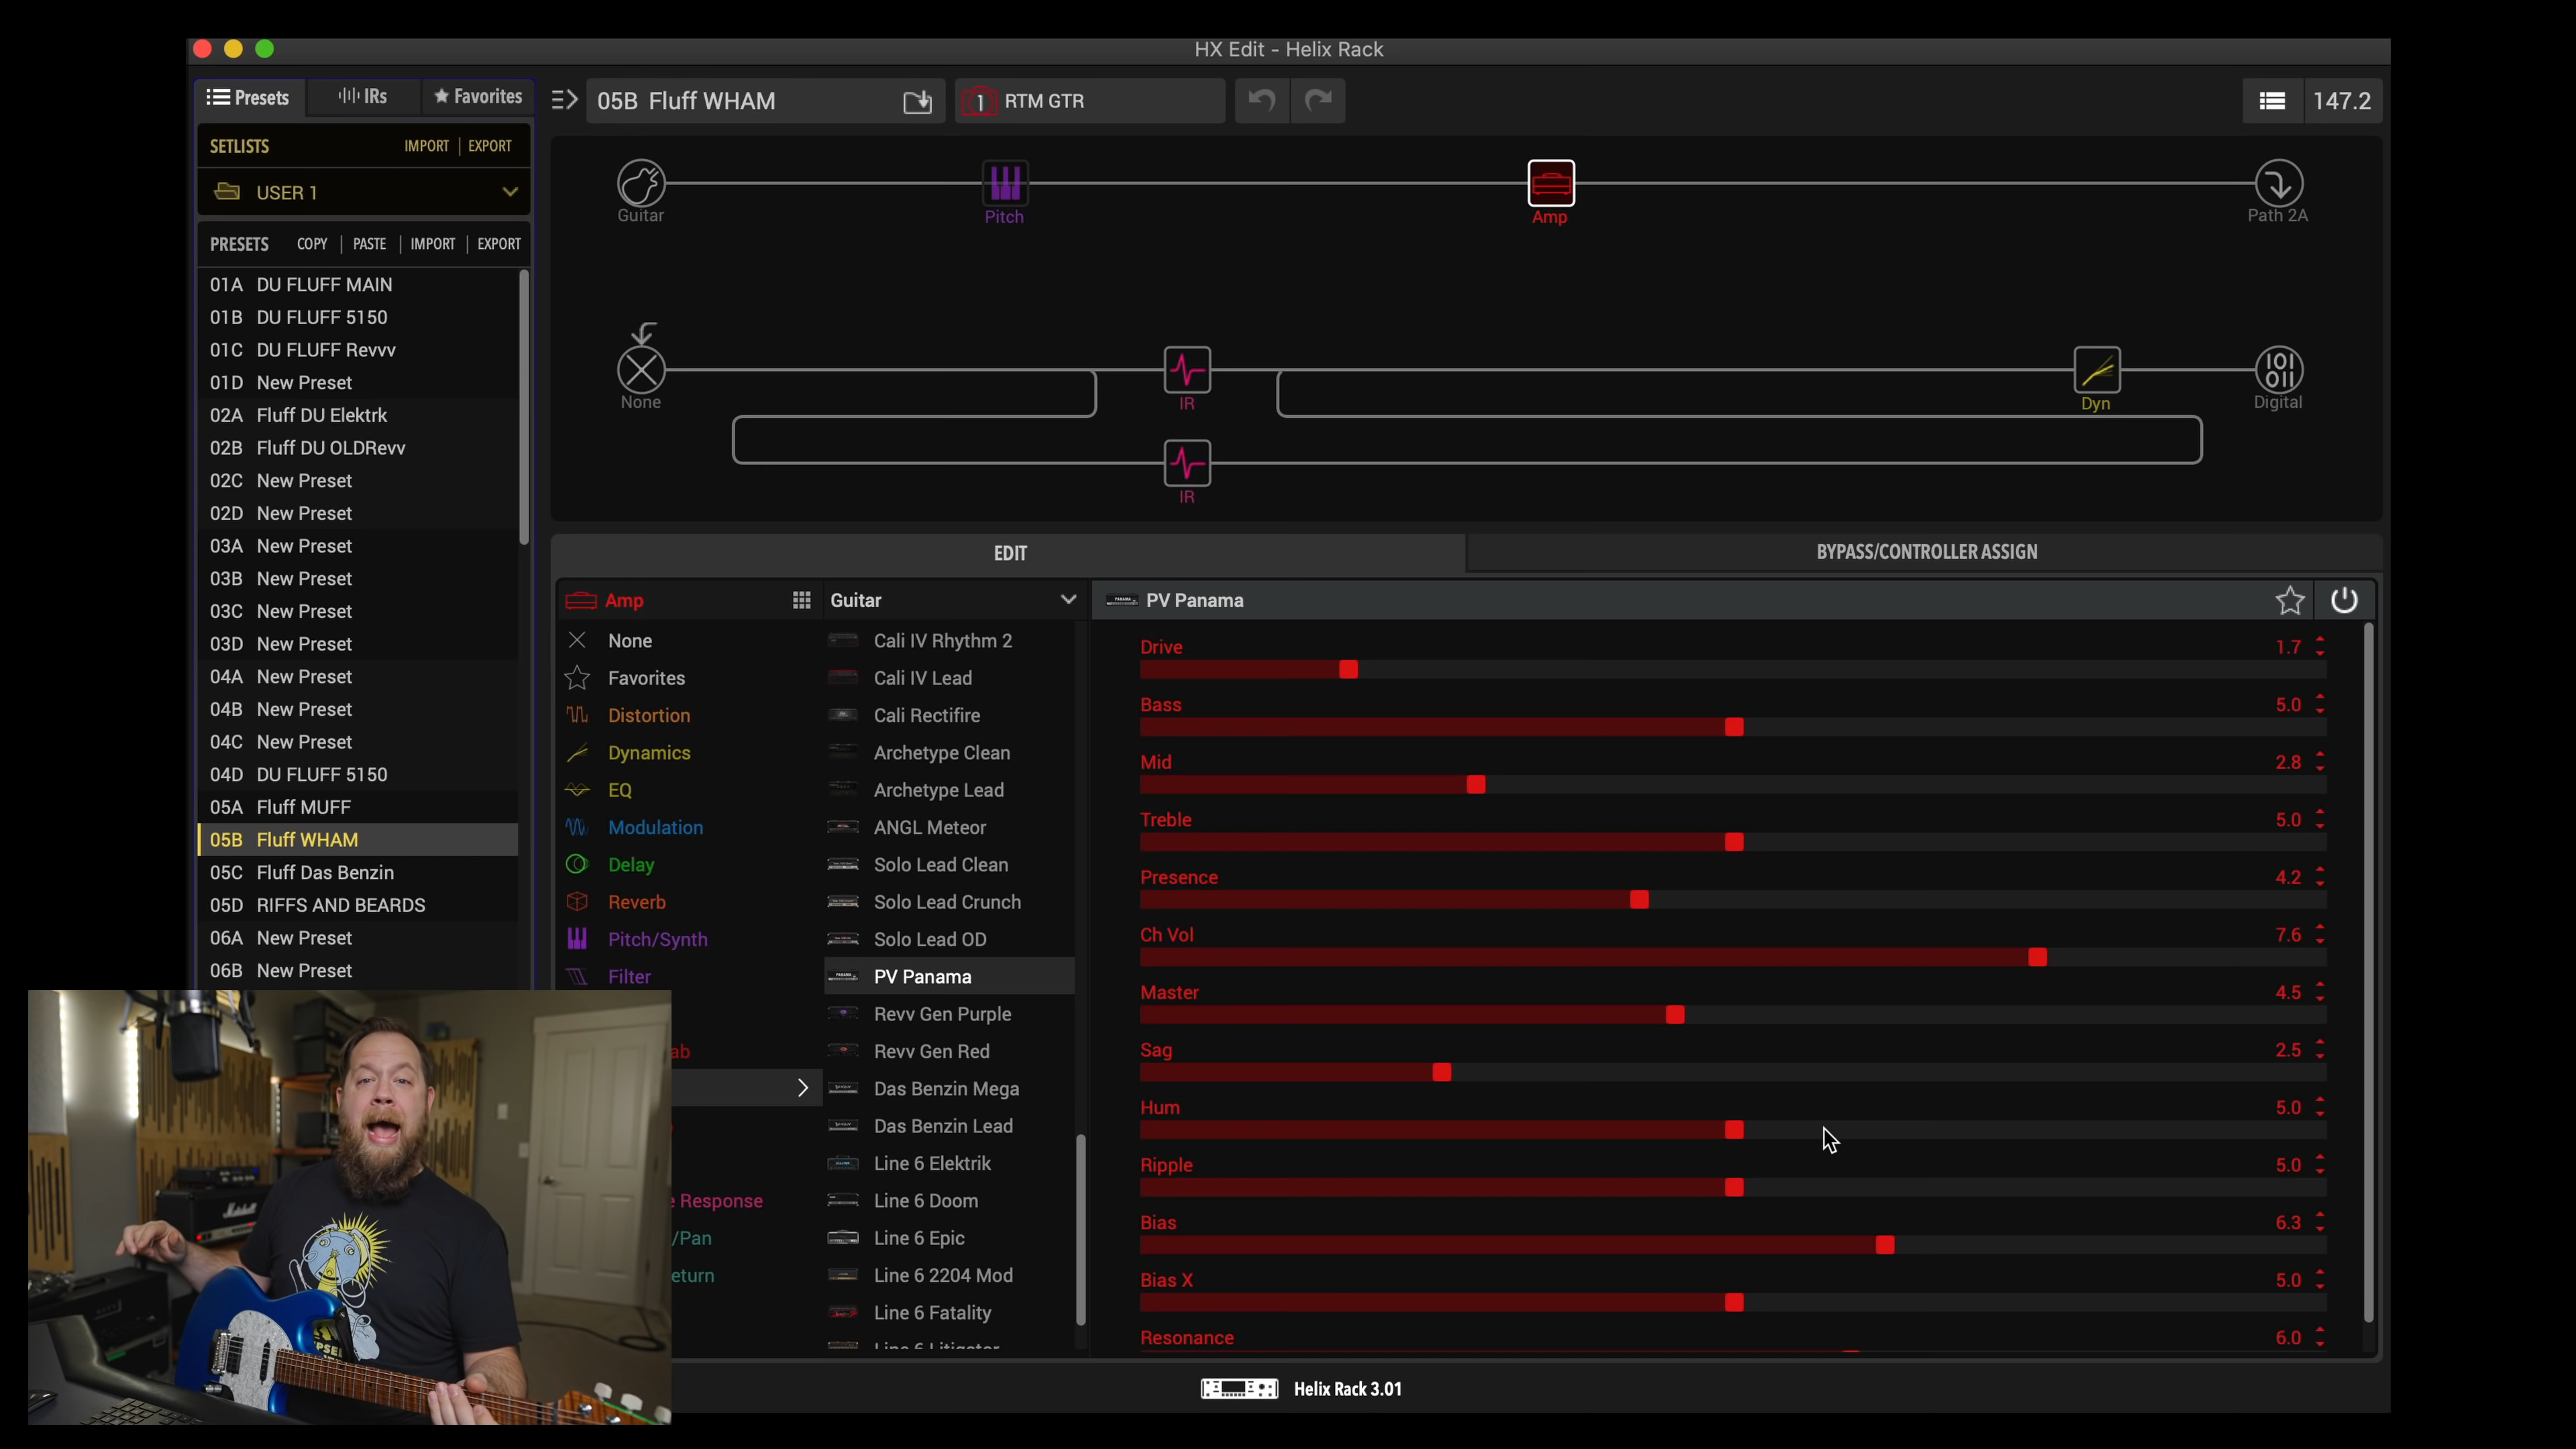 HX Edit - Helix Rack
Presets
IRs
Favorites
05B Fluff WHAM
1 RTM GTR
147.2
SETLISTS
IMPORT | EXPORT
USER 1
PRESETS COPY | PASTE | IMPORT | EXPORT
01A DU FLUFF MAIN
01B DU FLUFF 5150
01C DU FLUFF Revvv
01D New Preset
02A Fluff DU Elektrk
02B Fluff DU OLDRevv
02C New Preset
02D New Preset
03A New Preset
03B New Preset
03C New Preset
03D New Preset
04A New Preset
04B New Preset
04C New Preset
04D DU FLUFF 5150
05A Fluff MUFF
05B Fluff WHAM
05C Fluff Das Benzin
05D RIFFS AND BEARDS
06A New Preset
06B New Preset
Guitar
Pitch
Amp
Path 2A
None
IR
Dyn
Digital
IR
EDIT
BYPASS/CONTROLLER ASSIGN
Amp
None
Favorites
Distortion
Dynamics
EQ
Modulation
Delay
Reverb
Pitch/Synth
Filter
ab
e Response
/Pan
eturn
Guitar
Cali IV Rhythm 2
Cali IV Lead
Cali Rectifire
Archetype Clean
Archetype Lead
ANGL Meteor
Solo Lead Clean
Solo Lead Crunch
Solo Lead OD
PV Panama
Revv Gen Purple
Revv Gen Red
Das Benzin Mega
Das Benzin Lead
Line 6 Elektrik
Line 6 Doom
Line 6 Epic
Line 6 2204 Mod
Line 6 Fatality
Line 6 Litigator
PV Panama
Drive 1.7
Bass 5.0
Mid 2.8
Treble 5.0
Presence 4.2
Ch Vol 7.6
Master 4.5
Sag 2.5
Hum 5.0
Ripple 5.0
Bias 6.3
Bias X 5.0
Resonance 6.0
Helix Rack 3.01
Marshall